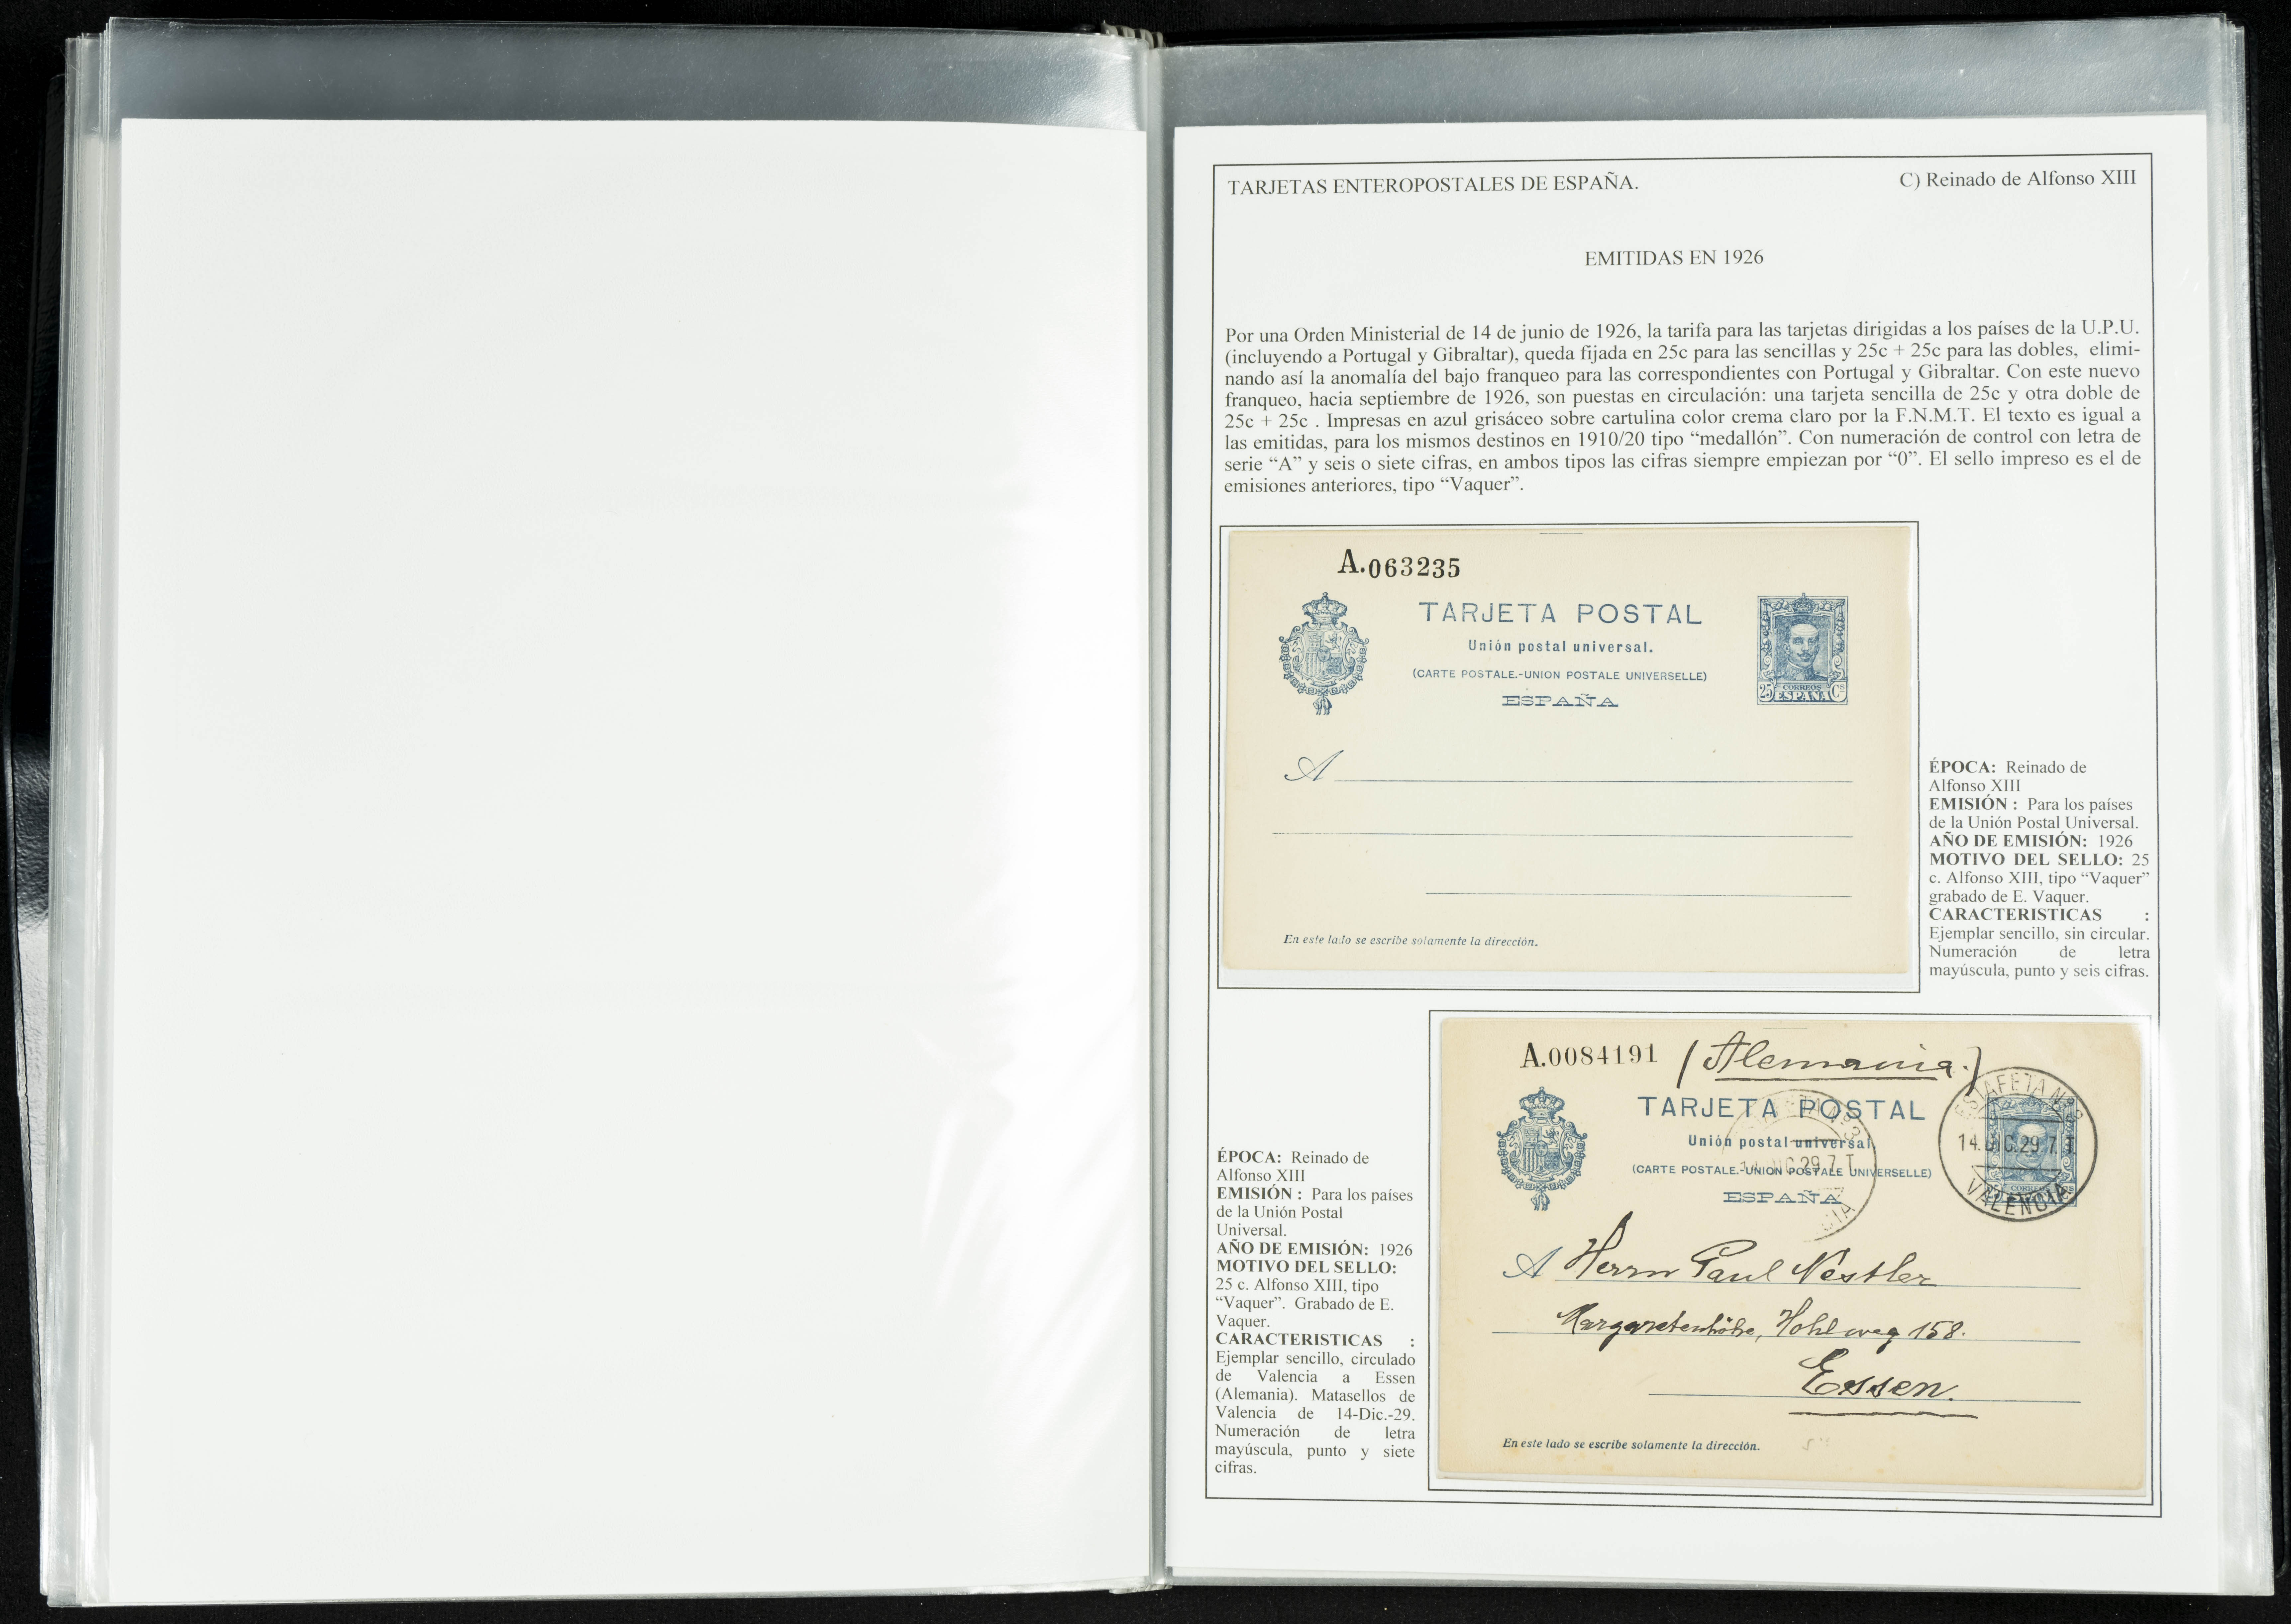 TARJETAS ENTEROPOSTALES DE ESPAÑA.
C) Reinado de Alfonso XIII
EMITIDAS EN 1926
Por una Orden Ministerial de 14 de junio de 1926, la tarifa para las tarjetas dirigidas a los países de la U.P.U.
(incluyendo a Portugal y Gibraltar), queda fijada en 25c para las sencillas y 25c + 25c para las dobles, elimi-
nando así la anomalía del bajo franqueo para las correspondientes con Portugal y Gibraltar. Con este nuevo
franqueo, hacia septiembre de 1926, son puestas en circulación: una tarjeta sencilla de 25c y otra doble de
25c + 25c . Impresas en azul grisáceo sobre cartulina color crema claro por la F.N.M.T. El texto es igual a
las emitidas, para los mismos destinos en 1910/20 tipo “medallón”. Con numeración de control con letra de
serie “A” y seis o siete cifras, en ambos tipos las cifras siempre empiezan por “0”. El sello impreso es el de
emisiones anteriores, tipo “Vaquer”.
A.063235
TARJETA POSTAL
Unión postal universal.
(CARTE POSTALE.-UNION POSTALE UNIVERSELLE)
ESPAÑA
CORREOS
25 ESPAÑA Cs
A
En este lado se escribe solamente la dirección.
ÉPOCA: Reinado de
Alfonso XIII
EMISIÓN : Para los países
de la Unión Postal Universal.
AÑO DE EMISIÓN: 1926
MOTIVO DEL SELLO: 25
c. Alfonso XIII, tipo “Vaquer”
grabado de E. Vaquer.
CARACTERISTICAS :
Ejemplar sencillo, sin circular.
Numeración de letra
mayúscula, punto y seis cifras.
ÉPOCA: Reinado de
Alfonso XIII
EMISIÓN : Para los países
de la Unión Postal
Universal.
AÑO DE EMISIÓN: 1926
MOTIVO DEL SELLO:
25 c. Alfonso XIII, tipo
“Vaquer”. Grabado de E.
Vaquer.
CARACTERISTICAS :
Ejemplar sencillo, circulado
de Valencia a Essen
(Alemania). Matasellos de
Valencia de 14-Dic.-29.
Numeración de letra
mayúscula, punto y siete
cifras.
A.0084191 (Alemania.)
TARJETA POSTAL
Unión postal universal
(CARTE POSTALE.-UNION POSTALE UNIVERSELLE)
ESPAÑA
ESTAFETA Nº3
14.DIC.29.7.T.
VALENCIA
A Herrn Paul Nestler
Margaretenhöhe, Hohlweg 158.
Essen.
En este lado se escribe solamente la dirección.